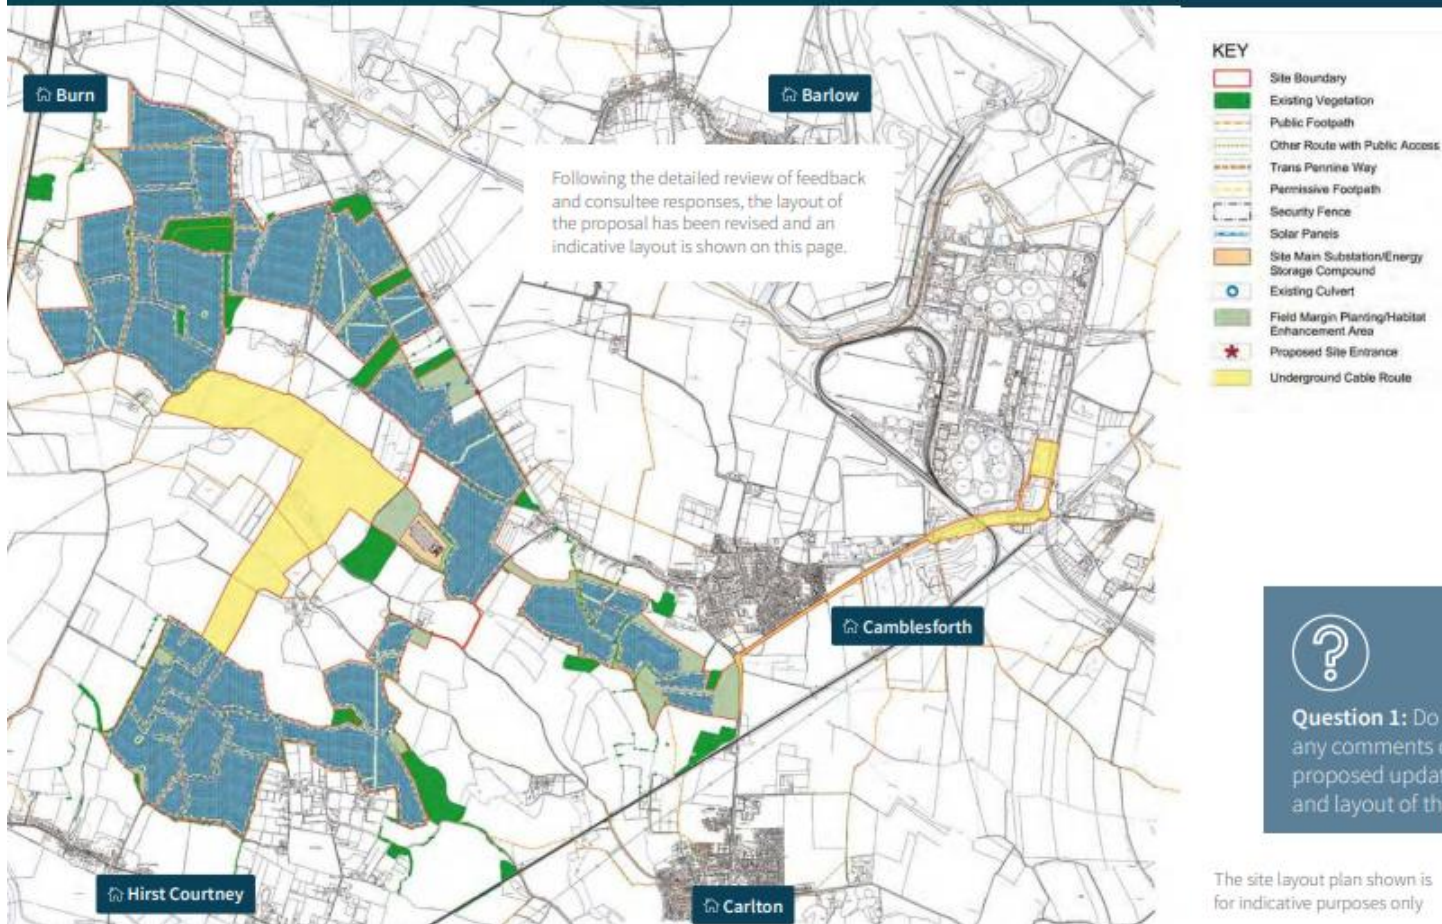 Burn
Barlow
Following the detailed review of feedback
and consultee responses, the layout of
the proposal has been revised and an
indicative layout is shown on this page.
Camblesforth
Hirst Courtney
Carlton
KEY
Site Boundary
Existing Vegetation
Public Footpath
Other Route with Public Access
Trans Pennine Way
Permissive Footpath
Security Fence
Solar Panels
Site Main Substation/Energy
Storage Compound
Existing Culvert
Field Margin Planting/Habitat
Enhancement Area
Proposed Site Entrance
Underground Cable Route
Question 1: Do
any comments
proposed updat
and layout of th
The site layout plan shown is
for indicative purposes only